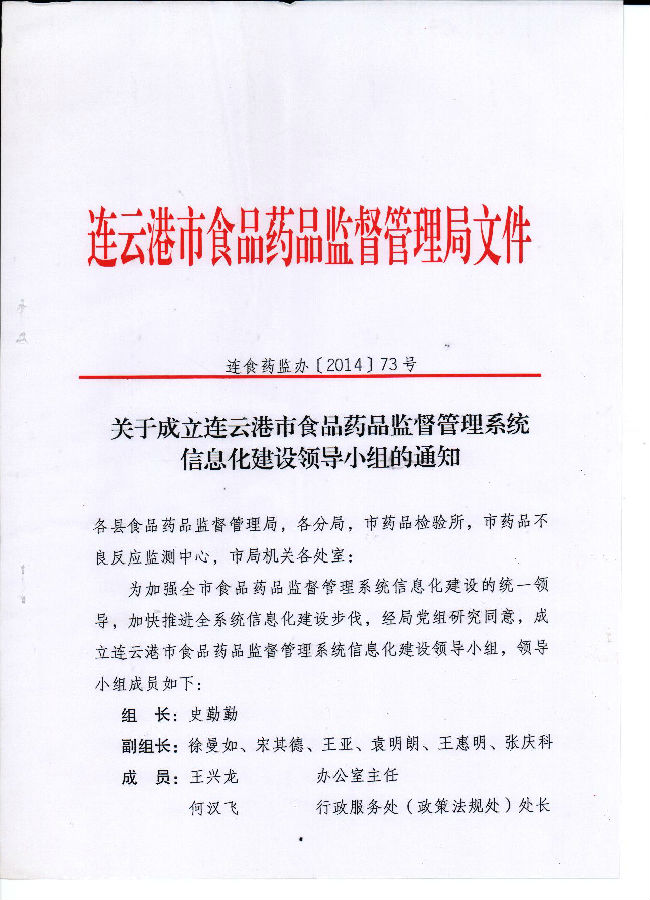 连云港市食品药品监督管理局文件
连食药监办〔2014〕73号
关于成立连云港市食品药品监督管理系统
信息化建设领导小组的通知
各县食品药品监督管理局，各分局，市药品检验所，市药品不
良反应监测中心，市局机关各处室：
为加强全市食品药品监督管理系统信息化建设的统一领
导，加快推进全系统信息化建设步伐，经局党组研究同意，成
立连云港市食品药品监督管理系统信息化建设领导小组，领导
小组成员如下：
组 长：史勤勤
副组长：徐曼如、宋其德、王亚、袁明朗、王惠明、张庆科
成 员：王兴龙 办公室主任
何汉飞 行政服务处（政策法规处）处长